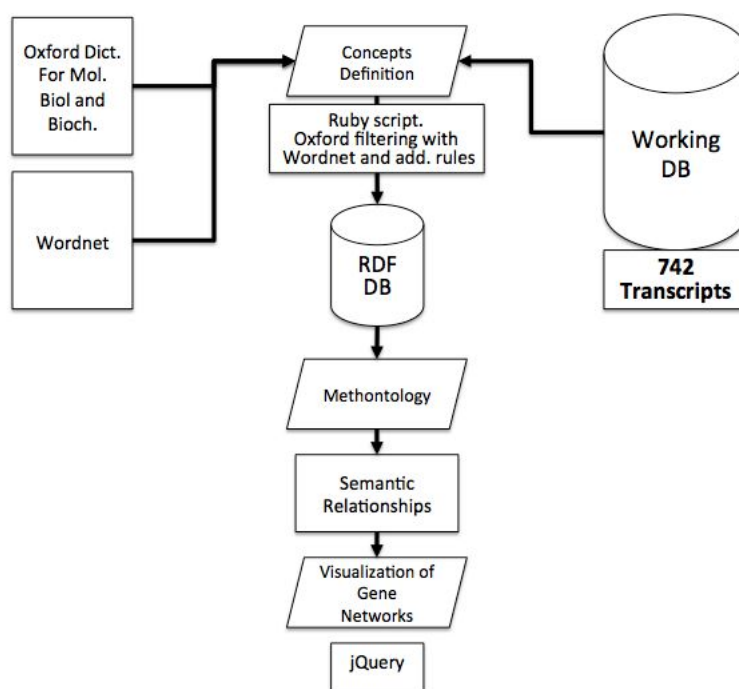 Oxford Dict.
For Mol.
Biol and
Bioch.
Concepts
Definition
Working
DB
Ruby script.
Oxford filtering with
Wordnet and add. rules
Wordnet
RDF
DB
742
Transcripts
Methontology
Semantic
Relationships
Visualization of
Gene
Networks
jQuery